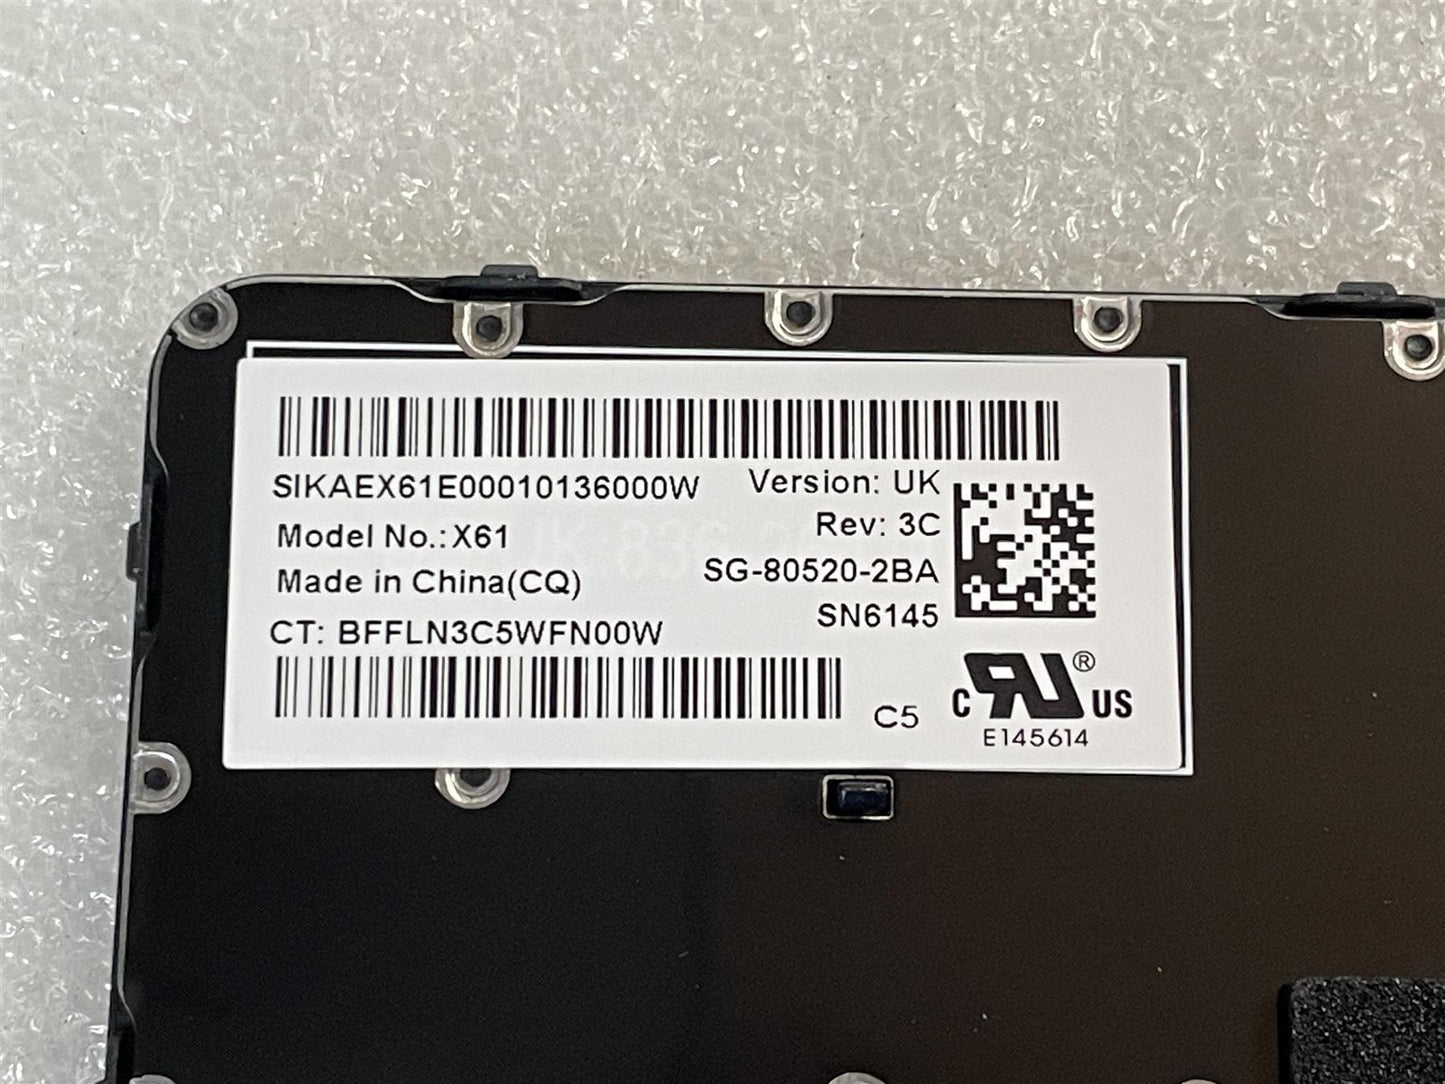 SIKAEX61E00010136000W
Version: UK
Model No.:X61
Rev: 3C
Made in China(CQ)
SG-80520-2BA
SN6145
CT: BFFLN3C5WFN00W
C5
C RU® US
E145614